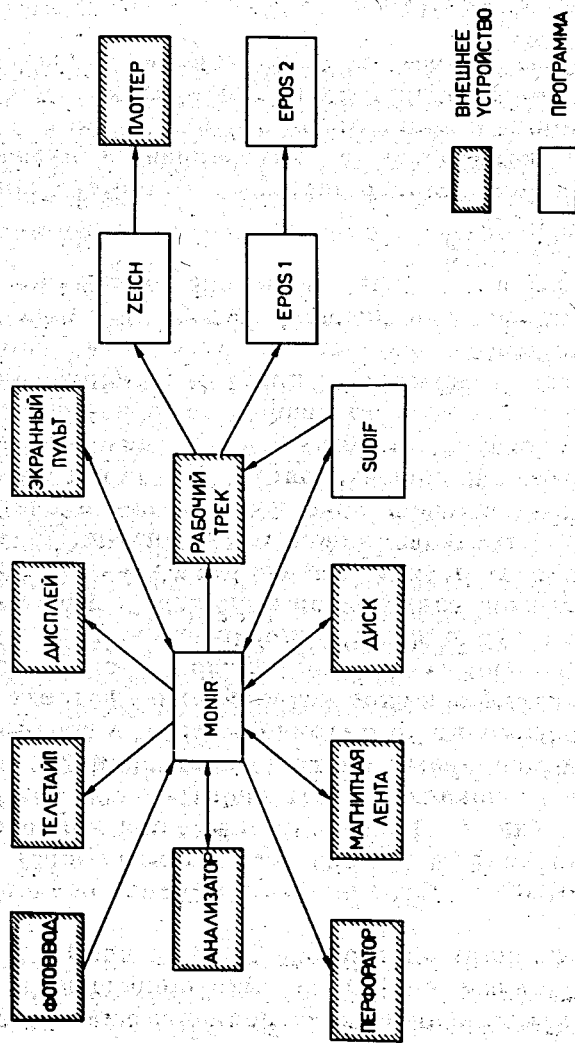 ФОТОВВОД
ТЕЛЕТАЙП
ДИСПЛЕЙ
ЭКРАННЫЙ
ПУЛЬТ
ПЛОТТЕР
АНАЛИЗАТОР
MONIR
РАБОЧИЙ
ТРЕК
ZEICH
EPOS 1
EPOS 2
ПЕРФОРАТОР
МАГНИТНАЯ
ЛЕНТА
ДИСК
SUDIF
ВНЕШНЕЕ
УСТРОЙСТВО
ПРОГРАММА